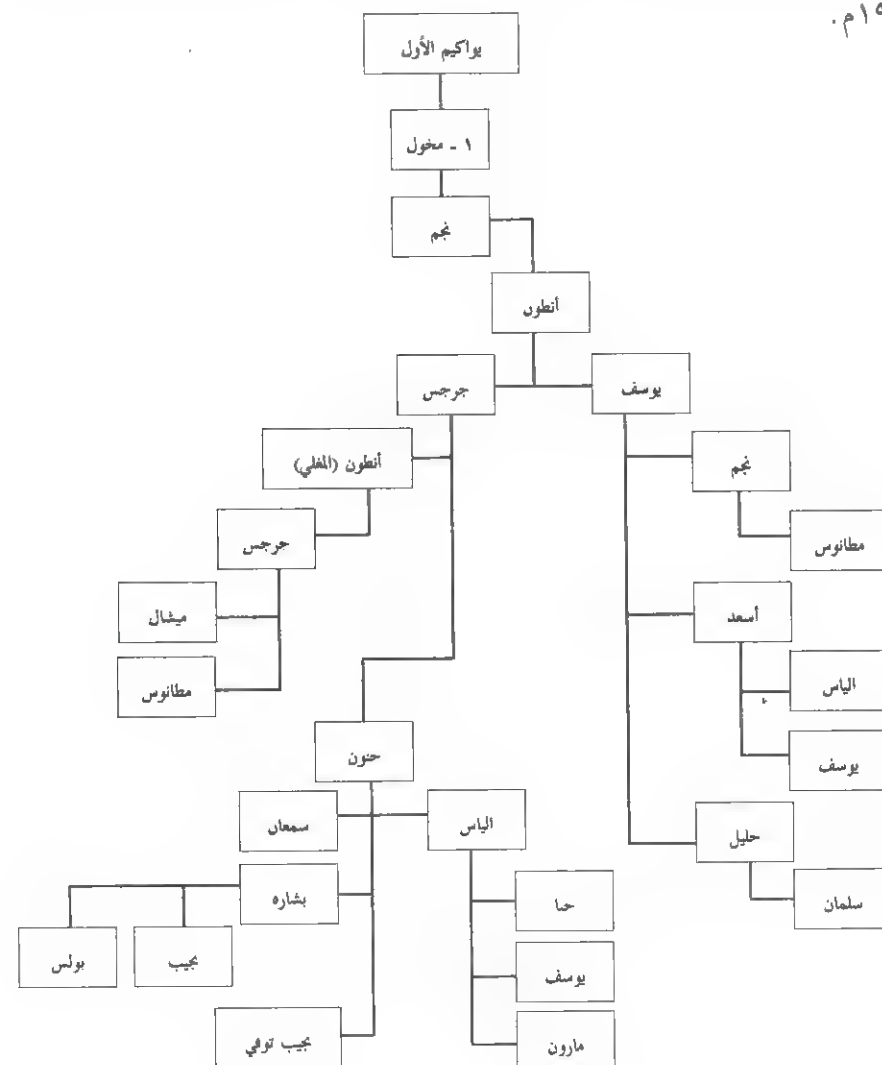 ١٥م.
يواكيم الأول
١ - مخول
نجم
أنطون
جرجس
يوسف
أنطون (المغلي)
نجم
جرجس
مطانوس
ميشال
أسعد
مطانوس
الياس
حنون
يوسف
سمعان
الياس
خليل
بشاره
حنا
سلمان
بولس
نجيب
يوسف
نجيب توفي
مارون